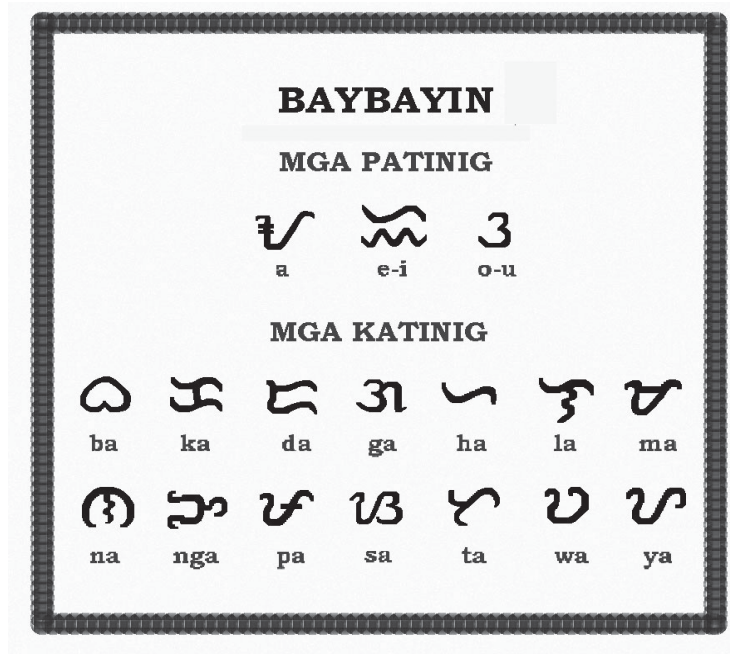 BAYBAYIN
MGA PATINIG
ᜀ ᜁ ᜂ
a e-i o-u
MGA KATINIG
ᜊ ᜃ ᜇ ᜄ ᜑ ᜎ ᜋ
ba ka da ga ha la ma
ᜈ ᜅ ᜉ ᜐ ᜆ ᜏ ᜌ
na nga pa sa ta wa ya